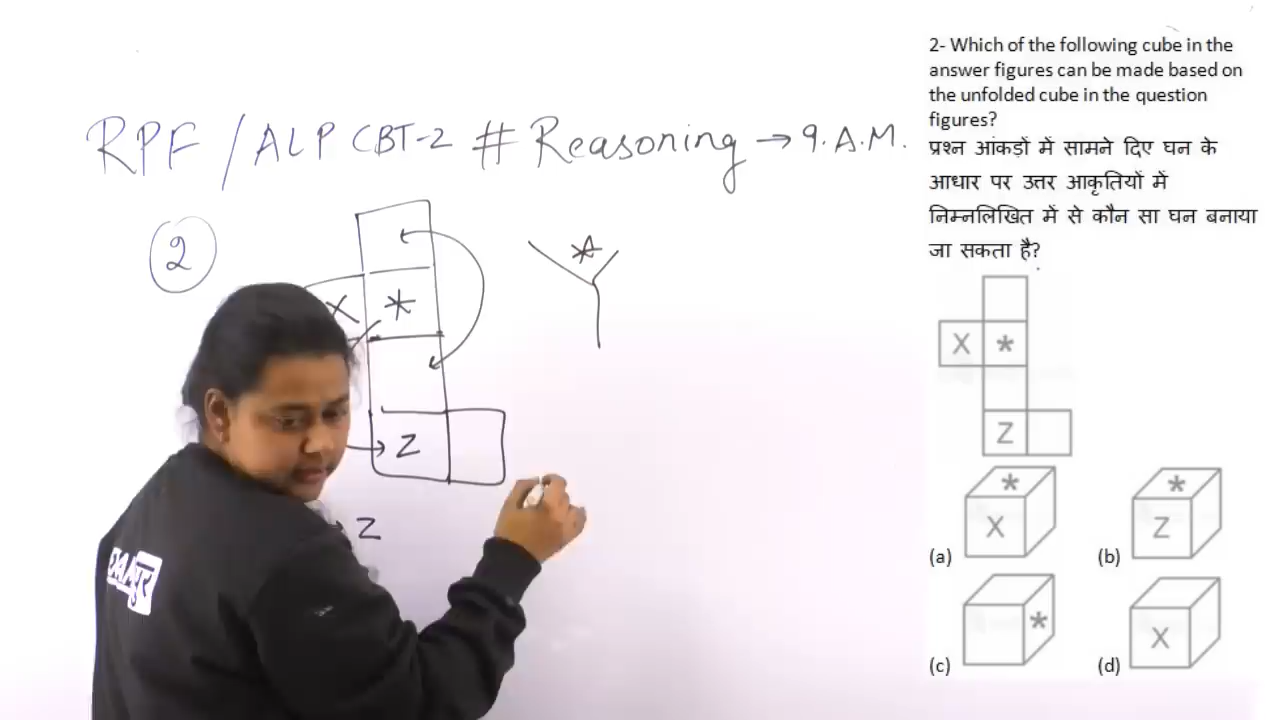 RPF / ALP CBT-2 # Reasoning → 9.A.M.
2
X *
Z
Z
*
2- Which of the following cube in the
answer figures can be made based on
the unfolded cube in the question
figures?
प्रश्न आंकड़ों में सामने दिए घन के
आधार पर उत्तर आकृतियों में
निम्नलिखित में से कौन सा घन बनाया
जा सकता है?
X *
Z
*
X
(a)
*
Z
(b)
*
(c)
X
(d)